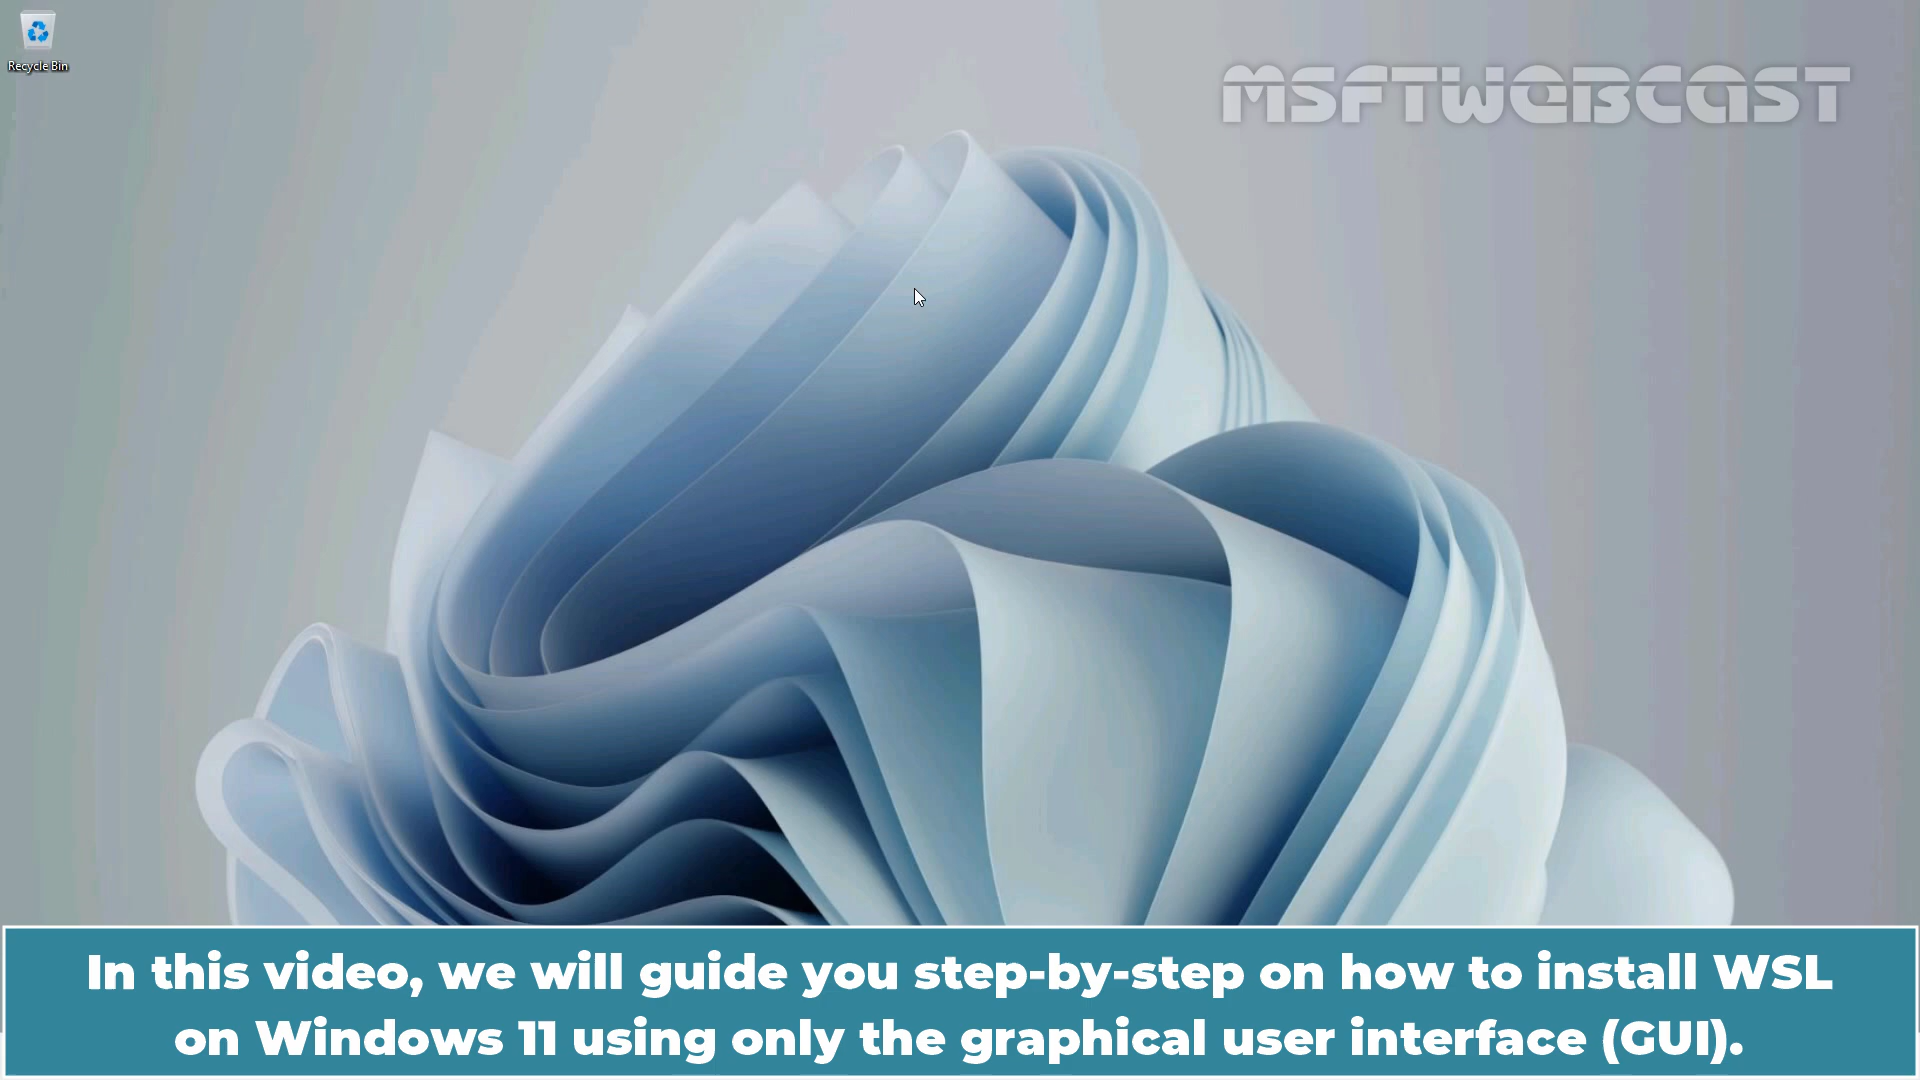 Recycle Bin
MSFTWEBCAST
In this video, we will guide you step-by-step on how to install WSL
on Windows 11 using only the graphical user interface (GUI).